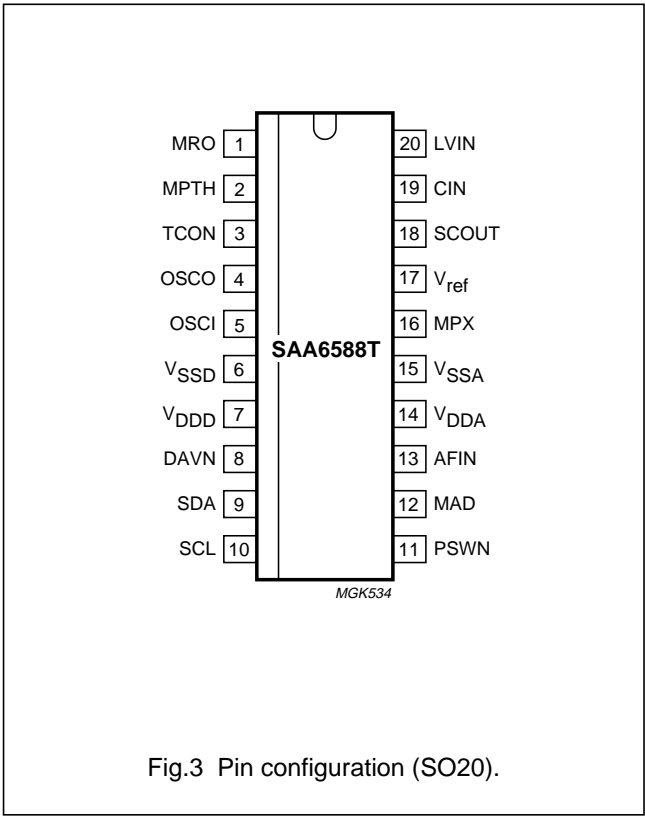 MRO 1 20 LVIN
MPTH 2 19 CIN
TCON 3 18 SCOUT
OSCO 4 17 Vref
OSCI 5 16 MPX
SAA6588T
VSSD 6 15 VSSA
VDDD 7 14 VDDA
DAVN 8 13 AFIN
SDA 9 12 MAD
SCL 10 11 PSWN
MGK534
Fig.3 Pin configuration (SO20).